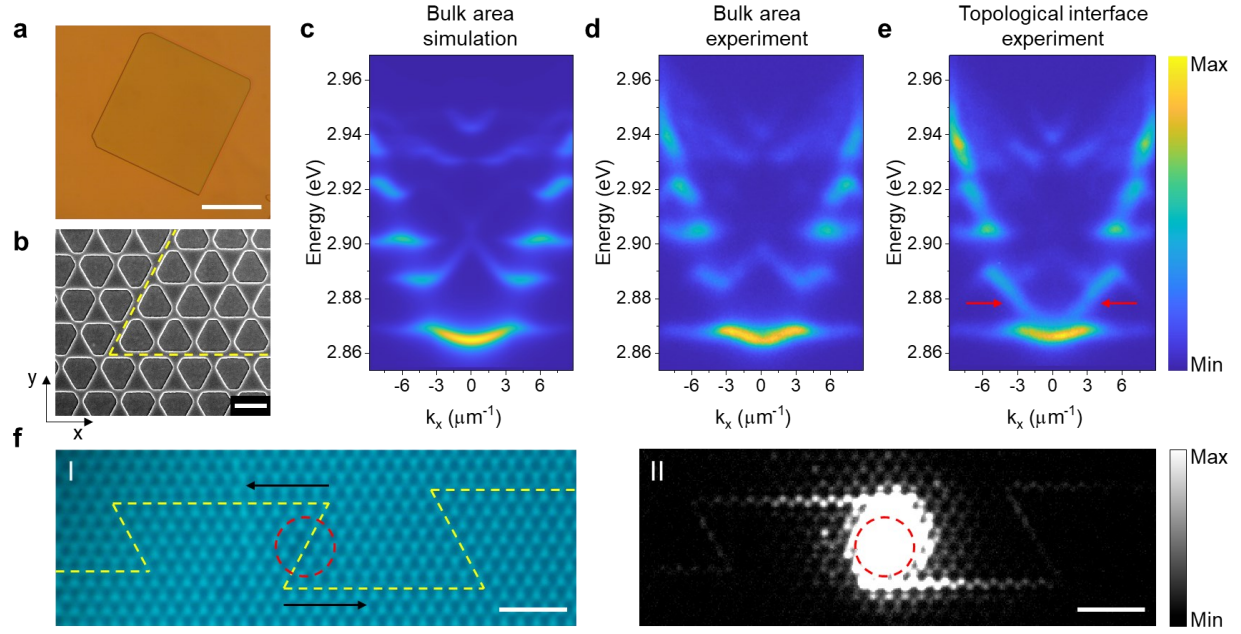 a
b
y
x
c
Bulk area
simulation
2.96
2.94
2.92
2.90
2.88
2.86
Energy (eV)
-6 -3 0 3 6
kₓ (μm⁻¹)
d
Bulk area
experiment
2.96
2.94
2.92
2.90
2.88
2.86
Energy (eV)
-6 -3 0 3 6
kₓ (μm⁻¹)
e
Topological interface
experiment
2.96
2.94
2.92
2.90
2.88
2.86
Energy (eV)
-6 -3 0 3 6
kₓ (μm⁻¹)
Max
Min
f
I
II
Max
Min